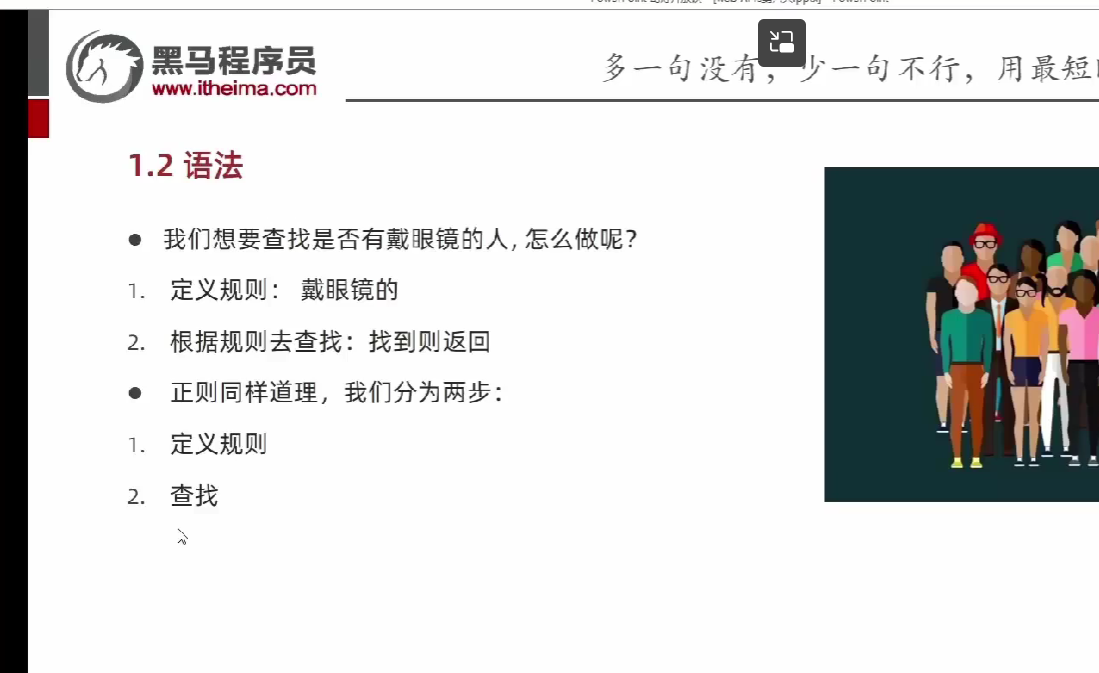 黑马程序员
www.itheima.com
多一句没有，少一句不行，用最短
1.2 语法
● 我们想要查找是否有戴眼镜的人, 怎么做呢？
1. 定义规则： 戴眼镜的
2. 根据规则去查找：找到则返回
● 正则同样道理，我们分为两步：
1. 定义规则
2. 查找